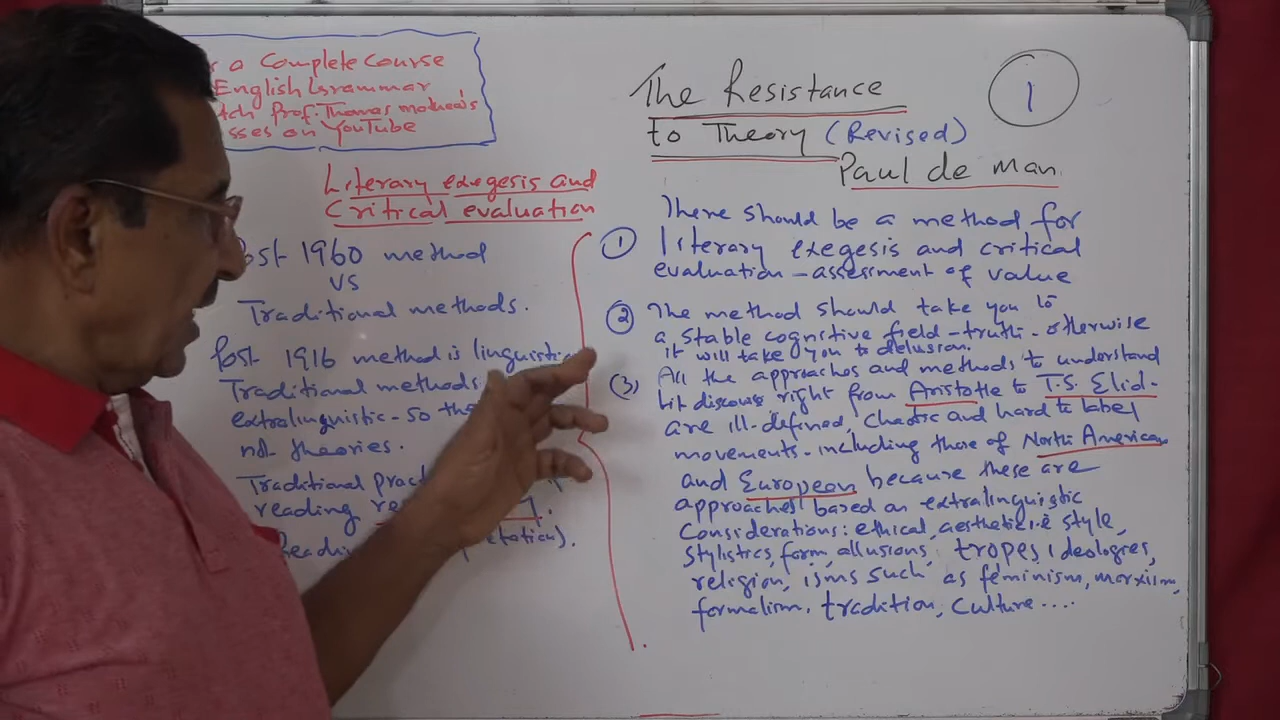 a Complete Course
English Grammar
Prof. Thomas Mathew's
on YouTube
Literary exegesis and
Critical evaluation
1960 method
VS
Traditional methods.
Post 1916 method is
Traditional methods
extralinguistic - so
not theories.
Traditional
reading
The Resistance
to Theory (Revised)
Paul de man
1
1 There should be a method for
literary exegesis and critical
evaluation - assessment of value
2 The method should take you to
a stable cognitive field - truth - otherwise
it will take you to delusion.
3 All the approaches and methods to understand
lit discourse right from Aristotle to T.S. Eliot
are ill-defined, chaotic and hard to label
movements - including those of North American
and European because these are
approaches based on extralinguistic
considerations: ethical, aesthetic i.e style,
stylistics, form, allusions, tropes, ideologies,
religion, isms such as feminism, marxism,
formalism, tradition, culture....